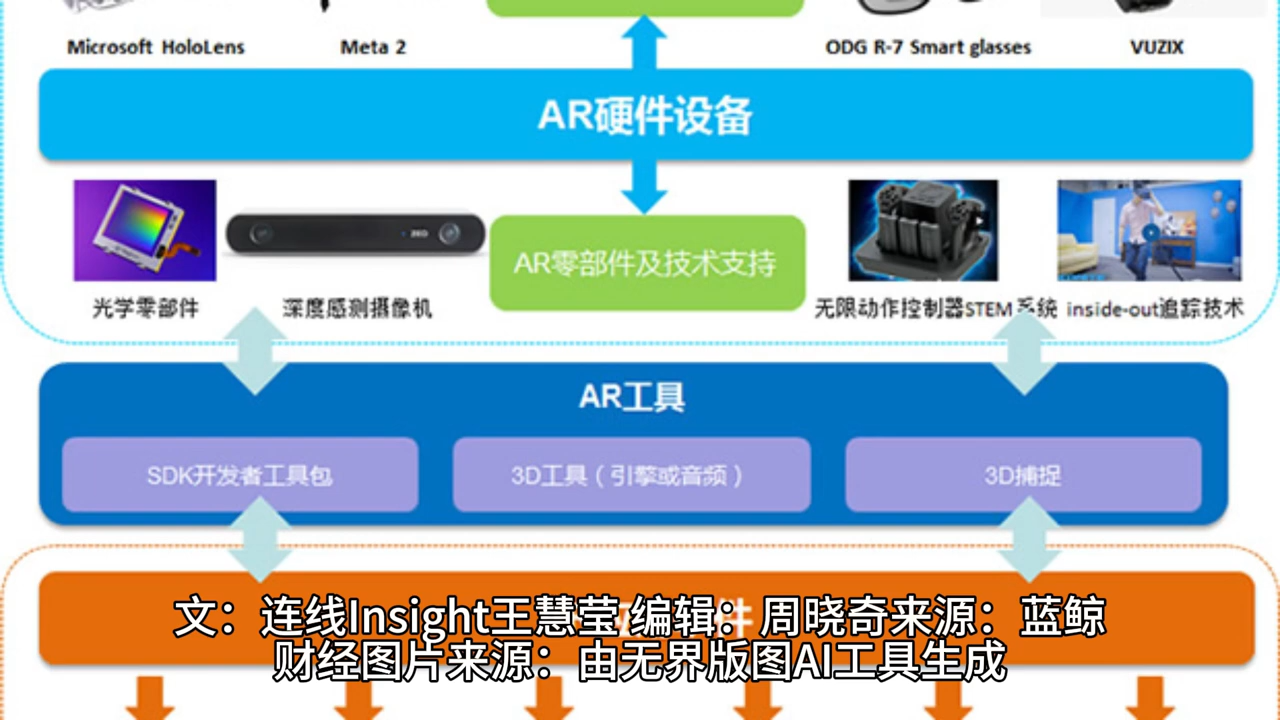 Microsoft HoloLens
Meta 2
ODG R-7 Smart glasses
VUZIX
AR硬件设备
AR零部件及技术支持
光学零部件
深度感测摄像机
无限动作控制器STEM系统
inside-out追踪技术
AR工具
SDK开发者工具包
3D工具（引擎或音频）
3D捕捉
文：连线Insight王慧莹 编辑：周晓奇来源：蓝鲸
财经图片来源：由无界版图AI工具生成